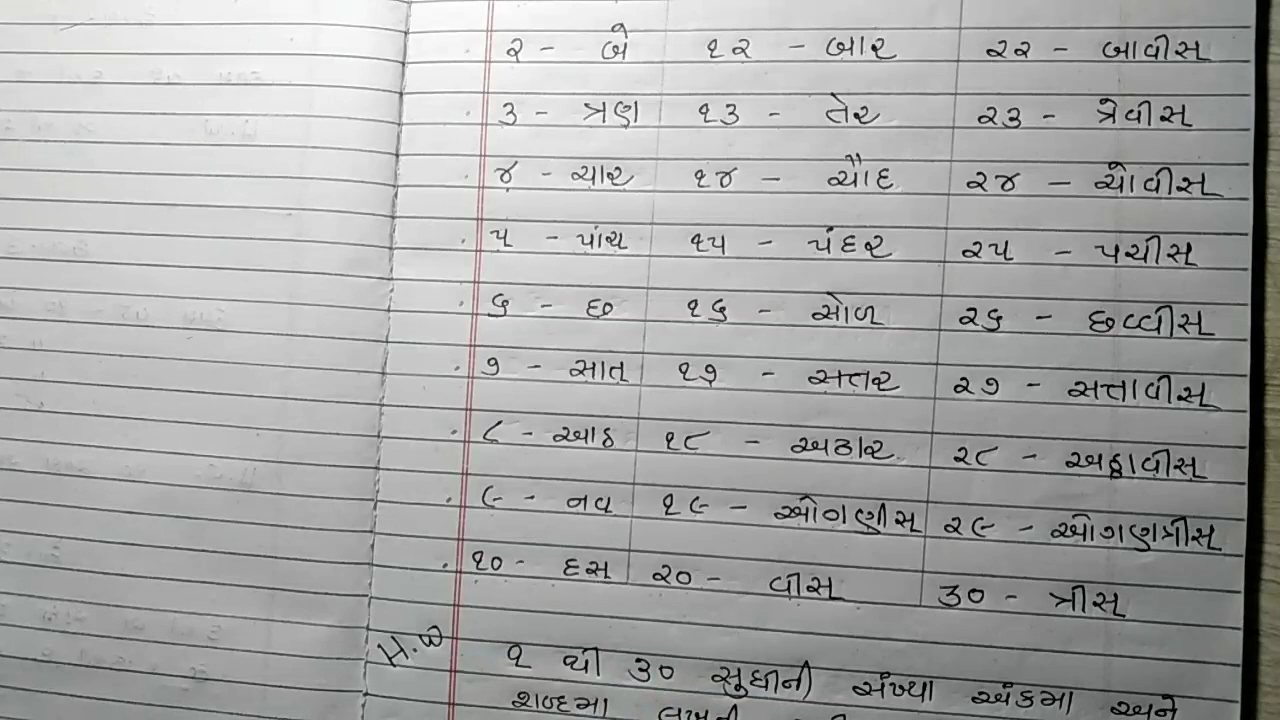 ૨ - બે ૧૨ - બાર ૨૨ - બાવીસ
૩ - ત્રણ ૧૩ - તેર ૨૩ - ત્રેવીસ
૪ - ચાર ૧૪ - ચૌદ ૨૪ - ચોવીસ
૫ - પાંચ ૧૫ - પંદર ૨૫ - પચીસ
૬ - છ ૧૬ - સોળ ૨૬ - છવ્વીસ
૭ - સાત ૧૭ - સત્તર ૨૭ - સત્તાવીસ
૮ - આઠ ૧૮ - અઢાર ૨૮ - અઠ્ઠાવીસ
૯ - નવ ૧૯ - ઓગણીસ ૨૯ - ઓગણત્રીસ
૧૦ - દસ ૨૦ - વીસ ૩૦ - ત્રીસ
H.W ૧ થી ૩૦ સુધીની સંખ્યા અંકમા અને
શબ્દમા